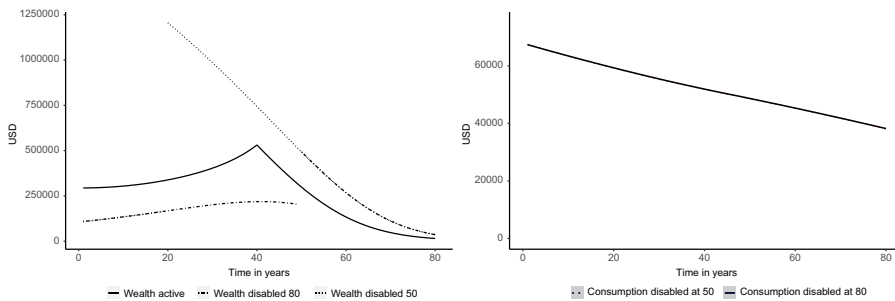 1250000
1000000
750000
500000
250000
0
USD
0 20 40 60 80
Time in years
Wealth active Wealth disabled 80 Wealth disabled 50
60000
40000
20000
0
USD
0 20 40 60 80
Time in years
Consumption disabled at 50 Consumption disabled at 80